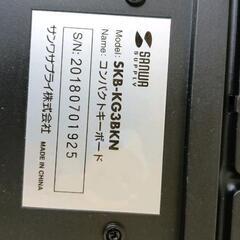 SANWA
SUPPLY
Model: SKB-KG3BKN
Name: コンパクトキーボード
S/N: 20180701925
サンワサプライ株式会社
MADE IN CHINA